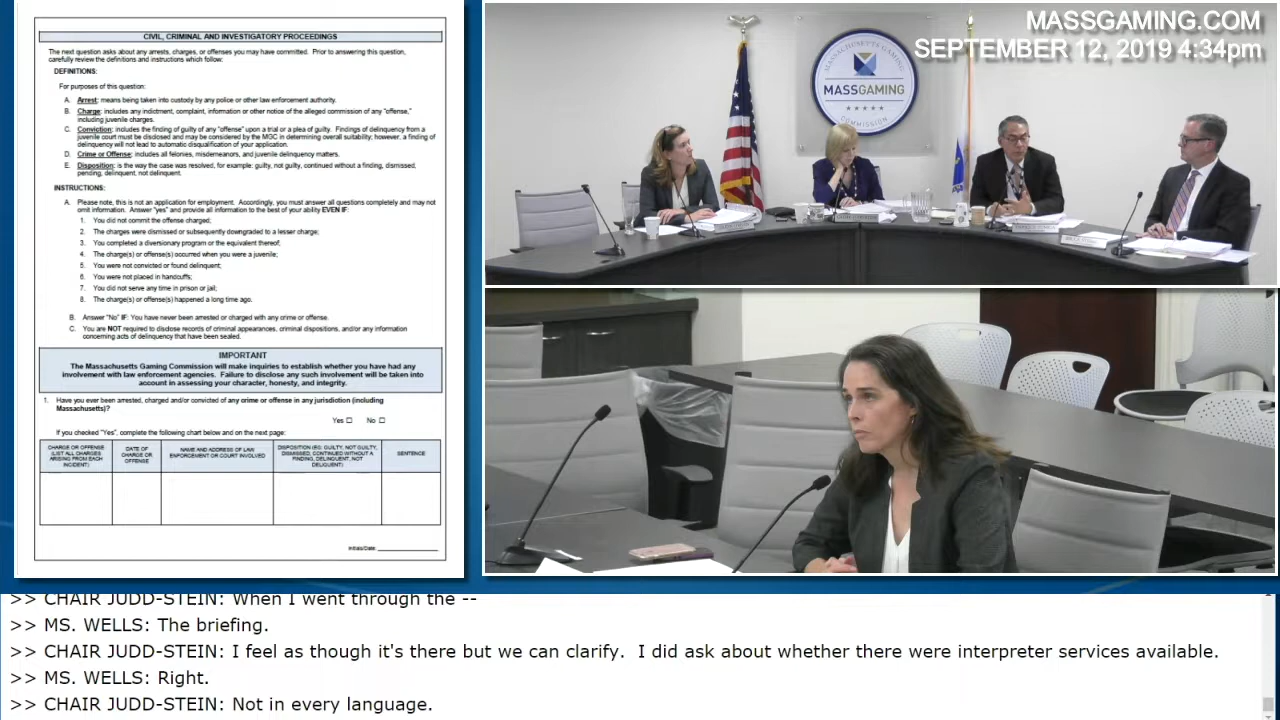 CIVIL, CRIMINAL AND INVESTIGATORY PROCEEDINGS
The next question asks about any arrests, charges, or offenses you may have committed. Prior to answering this question,
carefully review the definitions and instructions which follow:
DEFINITIONS:
For purposes of this question:
A. Arrest: means being taken into custody by any police or other law enforcement authority.
B. Charge: includes any indictment, complaint, information or other notice of the alleged commission of any "offense,"
including juvenile charges.
C. Conviction: includes the finding of guilty of any "offense" upon a trial or a plea of guilty. Findings of delinquency from a
juvenile court must be disclosed and may be considered by the MGC in determining overall suitability; however, a finding of
delinquency will not lead to automatic disqualification of your application.
D. Crime or Offense: includes all felonies, misdemeanors, and juvenile delinquency matters.
E. Disposition: is the way the case was resolved, for example: guilty, not guilty, continued without a finding, dismissed,
pending, delinquent, not delinquent.
INSTRUCTIONS:
A. Please note, this is not an application for employment. Accordingly, you must answer all questions completely and may not
omit information. Answer "yes" and provide all information to the best of your ability EVEN IF:
1. You did not commit the offense charged;
2. The charges were dismissed or subsequently downgraded to a lesser charge;
3. You completed a diversionary program or the equivalent thereof;
4. The charge(s) or offense(s) occurred when you were a juvenile;
5. You were not convicted or found delinquent;
6. You were not placed in handcuffs;
7. You did not serve any time in prison or jail;
8. The charge(s) or offense(s) happened a long time ago.
B. Answer "No" IF: You have never been arrested or charged with any crime or offense.
C. You are NOT required to disclose records of criminal appearances, criminal dispositions, and/or any information
concerning acts of delinquency that have been sealed.
IMPORTANT
The Massachusetts Gaming Commission will make inquiries to establish whether you have had any
involvement with law enforcement agencies. Failure to disclose any such involvement will be taken into
account in assessing your character, honesty, and integrity.
1. Have you ever been arrested, charged and/or convicted of any crime or offense in any jurisdiction (including
Massachusetts)?
Yes ☐ No ☐
If you checked "Yes", complete the following chart below and on the next page:
CHARGE OR OFFENSE
(LIST ALL CHARGES
ARISING FROM EACH
INCIDENT)
DATE OF
CHARGE OR
OFFENSE
NAME AND ADDRESS OF LAW
ENFORCEMENT OR COURT INVOLVED
DISPOSITION (EG: GUILTY, NOT GUILTY,
DISMISSED, CONTINUED WITHOUT A
FINDING, DELINQUENT, NOT
DELIQUENT)
SENTENCE
Initials/Date:
MASSGAMING.COM
SEPTEMBER 12, 2019 4:34pm
MASSACHUSETTS GAMING
MASSGAMING
COMMISSION
>> CHAIR JUDD-STEIN: When I went through the --
>> MS. WELLS: The briefing.
>> CHAIR JUDD-STEIN: I feel as though it's there but we can clarify. I did ask about whether there were interpreter services available.
>> MS. WELLS: Right.
>> CHAIR JUDD-STEIN: Not in every language.